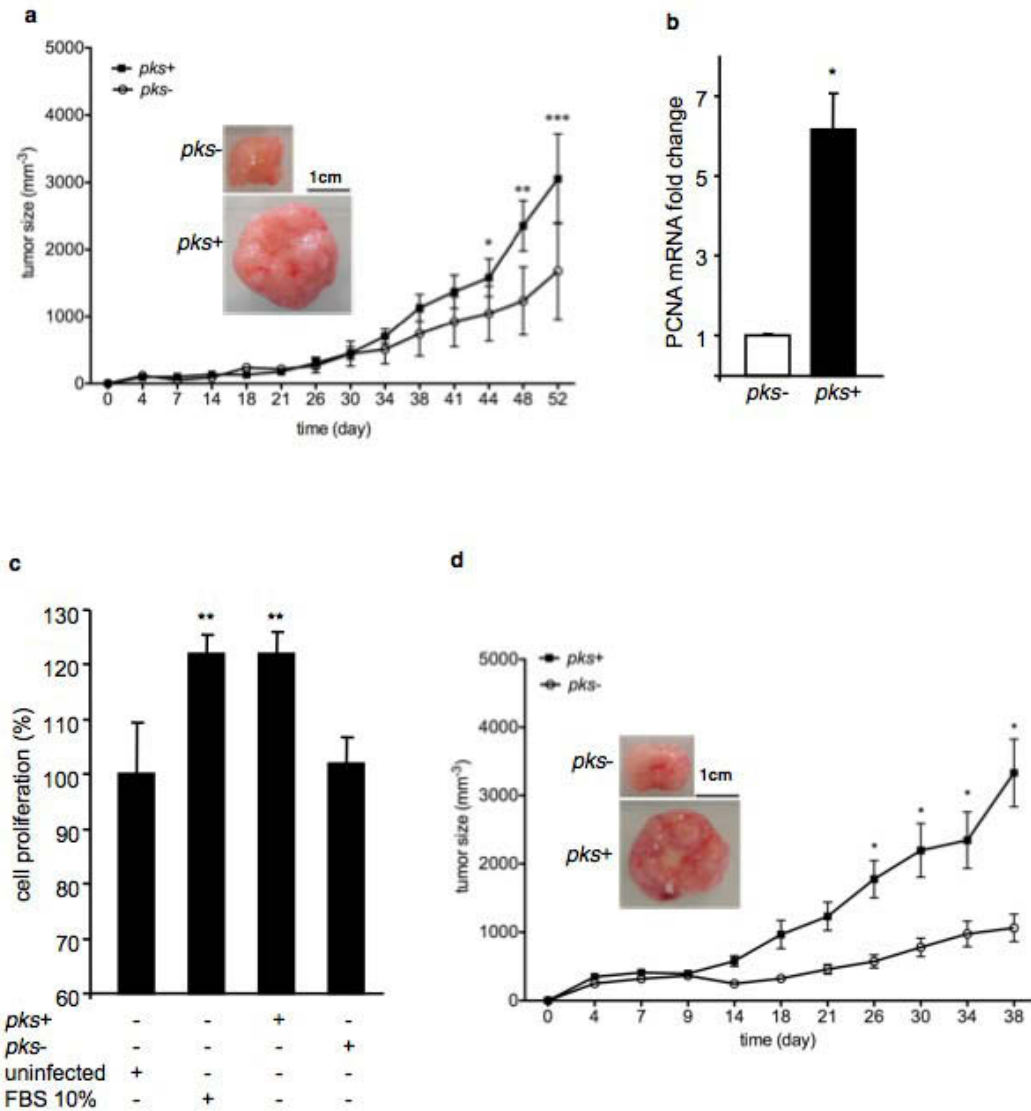 a
5000
4000
3000
2000
1000
0
tumor size (mm⁻³)
pks+
pks-
pks-
1cm
pks+
*
**
***
0 4 7 14 18 21 26 30 34 38 41 44 48 52
time (day)
b
7
5
3
1
PCNA mRNA fold change
*
pks- pks+
c
130
120
110
100
90
80
70
60
cell proliferation (%)
** **
pks+ - - + -
pks- - - - +
uninfected + - - -
FBS 10% - + - -
d
5000
4000
3000
2000
1000
0
tumor size (mm⁻³)
pks+
pks-
pks-
1cm
pks+
* * * *
0 4 7 9 14 18 21 26 30 34 38
time (day)